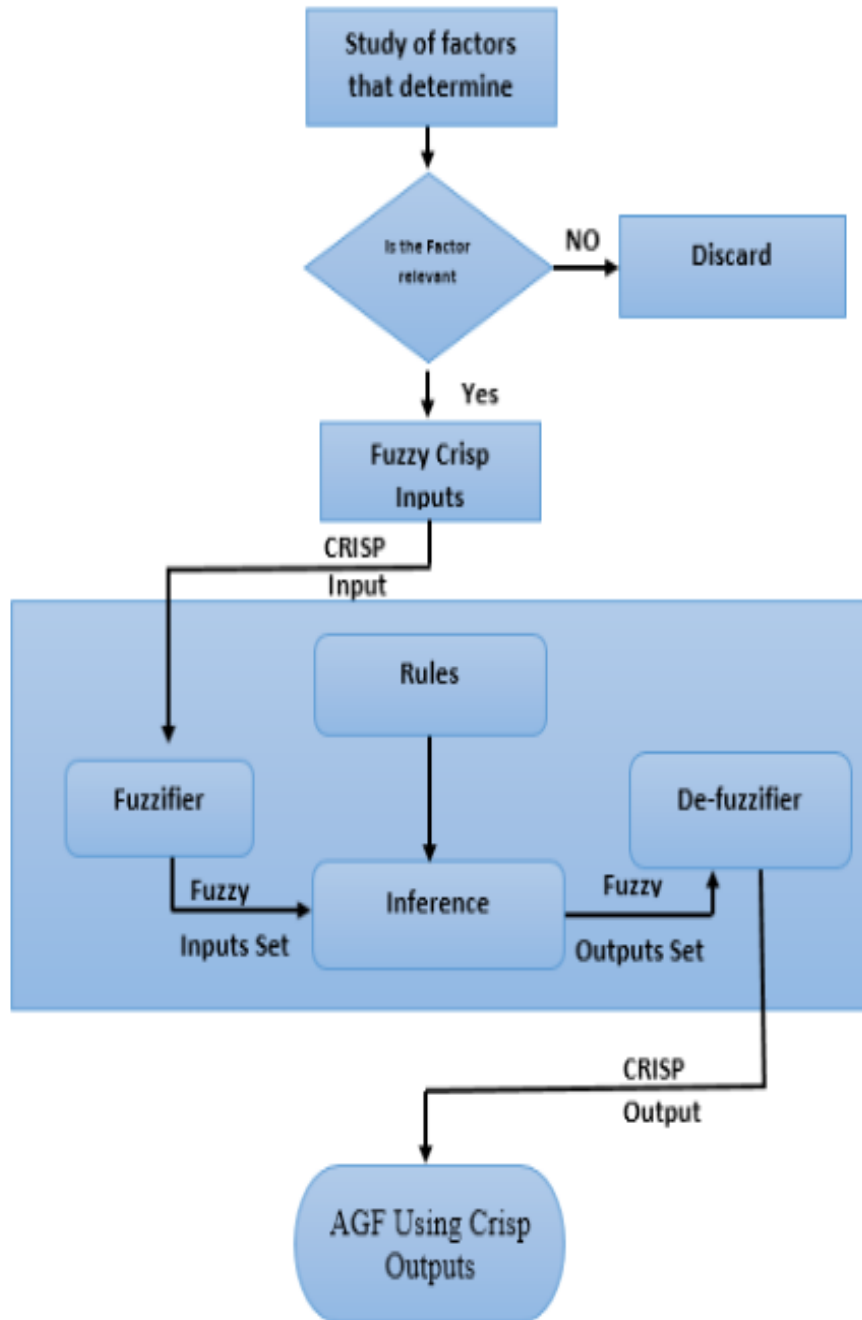 Study of factors
that determine
Is the Factor
relevant
NO
Discard
Yes
Fuzzy Crisp
Inputs
CRISP
Input
Rules
Fuzzifier
De-fuzzifier
Fuzzy
Inputs Set
Inference
Fuzzy
Outputs Set
CRISP
Output
AGF Using Crisp
Outputs